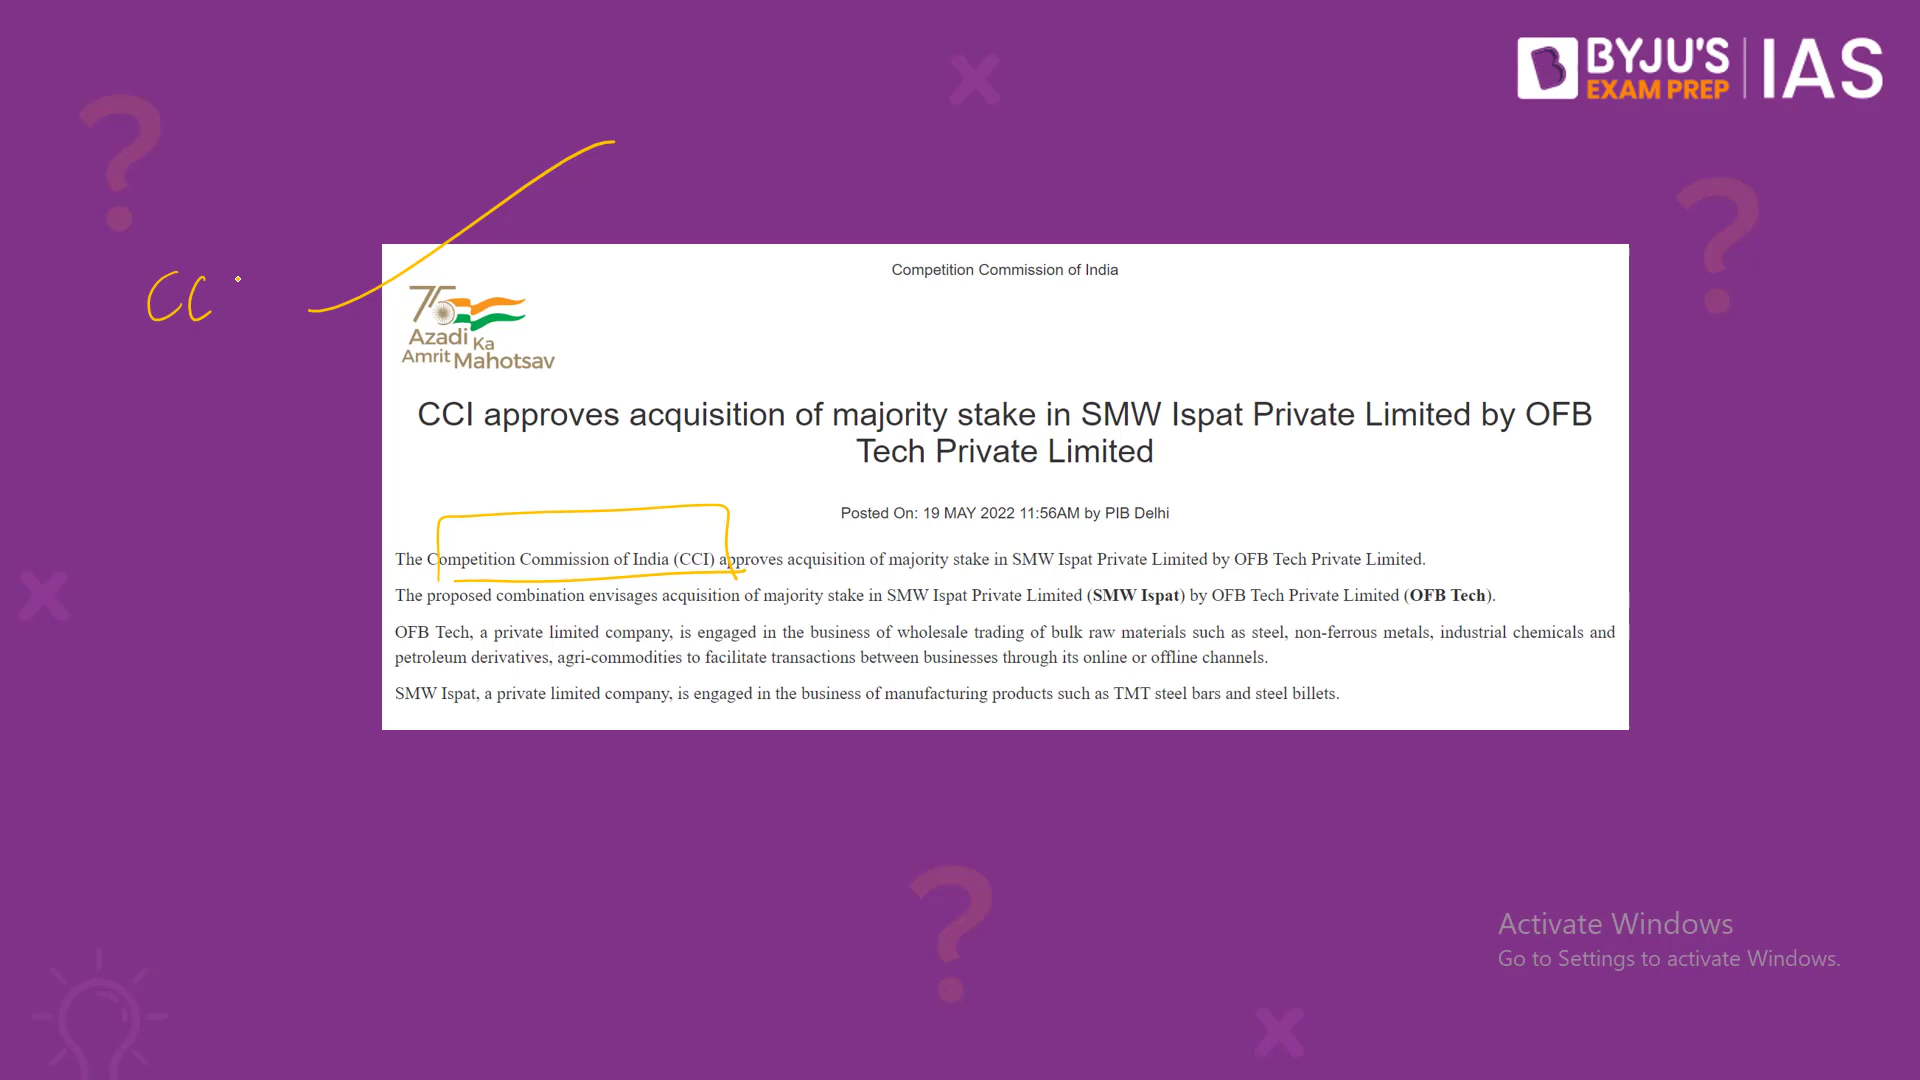 BYJU'S
EXAM PREP
IAS
CC
Competition Commission of India
75
Azadi Ka
Amrit Mahotsav
CCI approves acquisition of majority stake in SMW Ispat Private Limited by OFB
Tech Private Limited
Posted On: 19 MAY 2022 11:56AM by PIB Delhi
The Competition Commission of India (CCI) approves acquisition of majority stake in SMW Ispat Private Limited by OFB Tech Private Limited.
The proposed combination envisages acquisition of majority stake in SMW Ispat Private Limited (SMW Ispat) by OFB Tech Private Limited (OFB Tech).
OFB Tech, a private limited company, is engaged in the business of wholesale trading of bulk raw materials such as steel, non-ferrous metals, industrial chemicals and
petroleum derivatives, agri-commodities to facilitate transactions between businesses through its online or offline channels.
SMW Ispat, a private limited company, is engaged in the business of manufacturing products such as TMT steel bars and steel billets.
Activate Windows
Go to Settings to activate Windows.